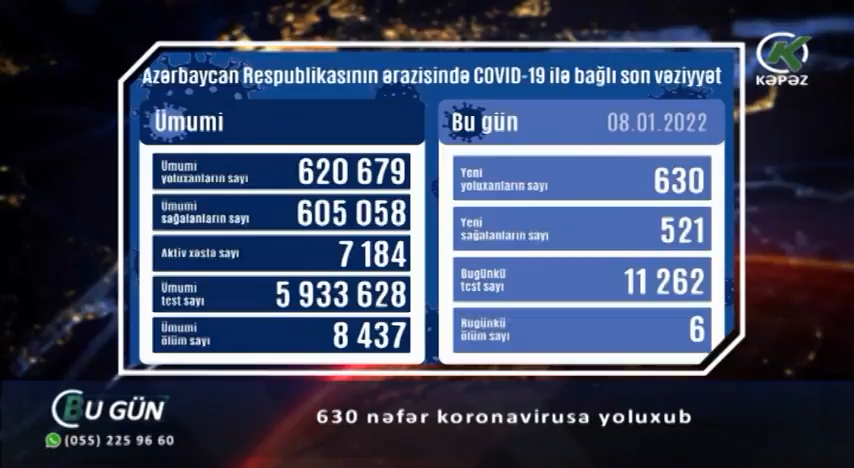 Azərbaycan Respublikasının ərazisində COVID-19 ilə bağlı son vəziyyət
KƏPƏZ
Ümumi
Ümumi
yoluxanların sayı
620 679
Ümumi
sağalanların sayı
605 058
Aktiv xəstə sayı
7 184
Ümumi
test sayı
5 933 628
Ümumi
ölüm sayı
8 437
Bu gün
08.01.2022
Yeni
yoluxanların sayı
630
Yeni
sağalanların sayı
521
Bugünkü
test sayı
11 262
Bugünkü
ölüm sayı
6
BU GÜN
(055) 225 96 60
630 nəfər koronavirusa yoluxub